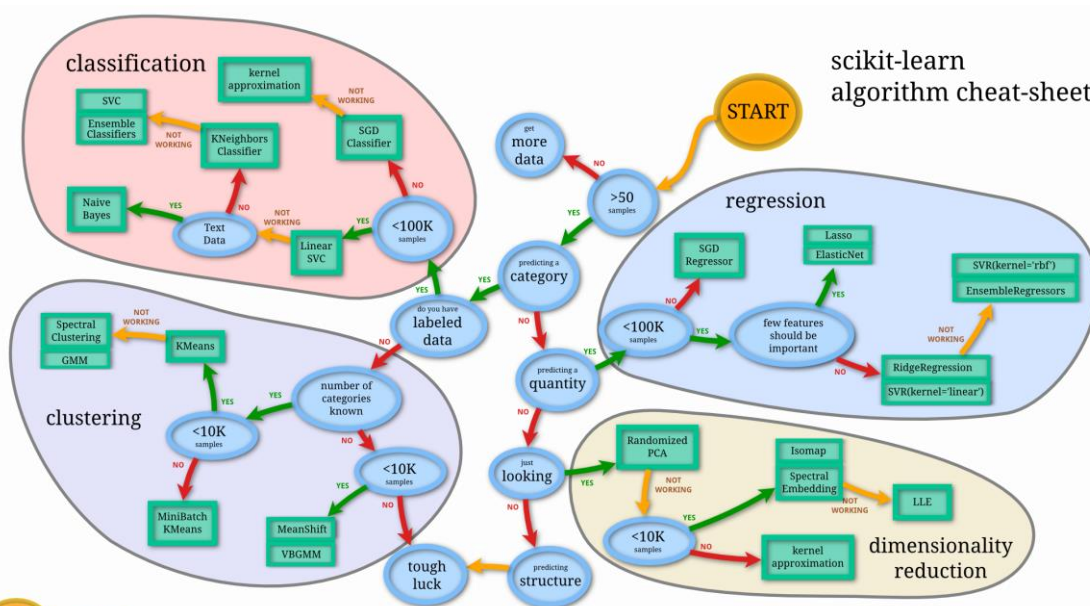 scikit-learn
algorithm cheat-sheet
START
classification
kernel
approximation
NOT
WORKING
SVC
Ensemble
Classifiers
NOT
WORKING
KNeighbors
Classifier
SGD
Classifier
NO
Naive
Bayes
YES
Text
Data
NO
NOT
WORKING
Linear
SVC
YES
<100K
samples
YES
get
more
data
NO
>50
samples
YES
predicting a
category
YES
NO
do you have
labeled
data
NO
predicting a
quantity
YES
NO
just
looking
YES
NO
predicting
structure
tough
luck
regression
SGD
Regressor
NO
<100K
samples
YES
Lasso
ElasticNet
YES
few features
should be
important
NO
SVR(kernel='rbf')
EnsembleRegressors
NOT
WORKING
RidgeRegression
SVR(kernel='linear')
clustering
Spectral
Clustering
GMM
NOT
WORKING
KMeans
YES
<10K
samples
NO
MiniBatch
KMeans
YES
number of
categories
known
NO
<10K
samples
YES
NO
MeanShift
VBGMM
dimensionality
reduction
Randomized
PCA
NOT
WORKING
<10K
samples
YES
NO
Isomap
Spectral
Embedding
NOT
WORKING
LLE
kernel
approximation